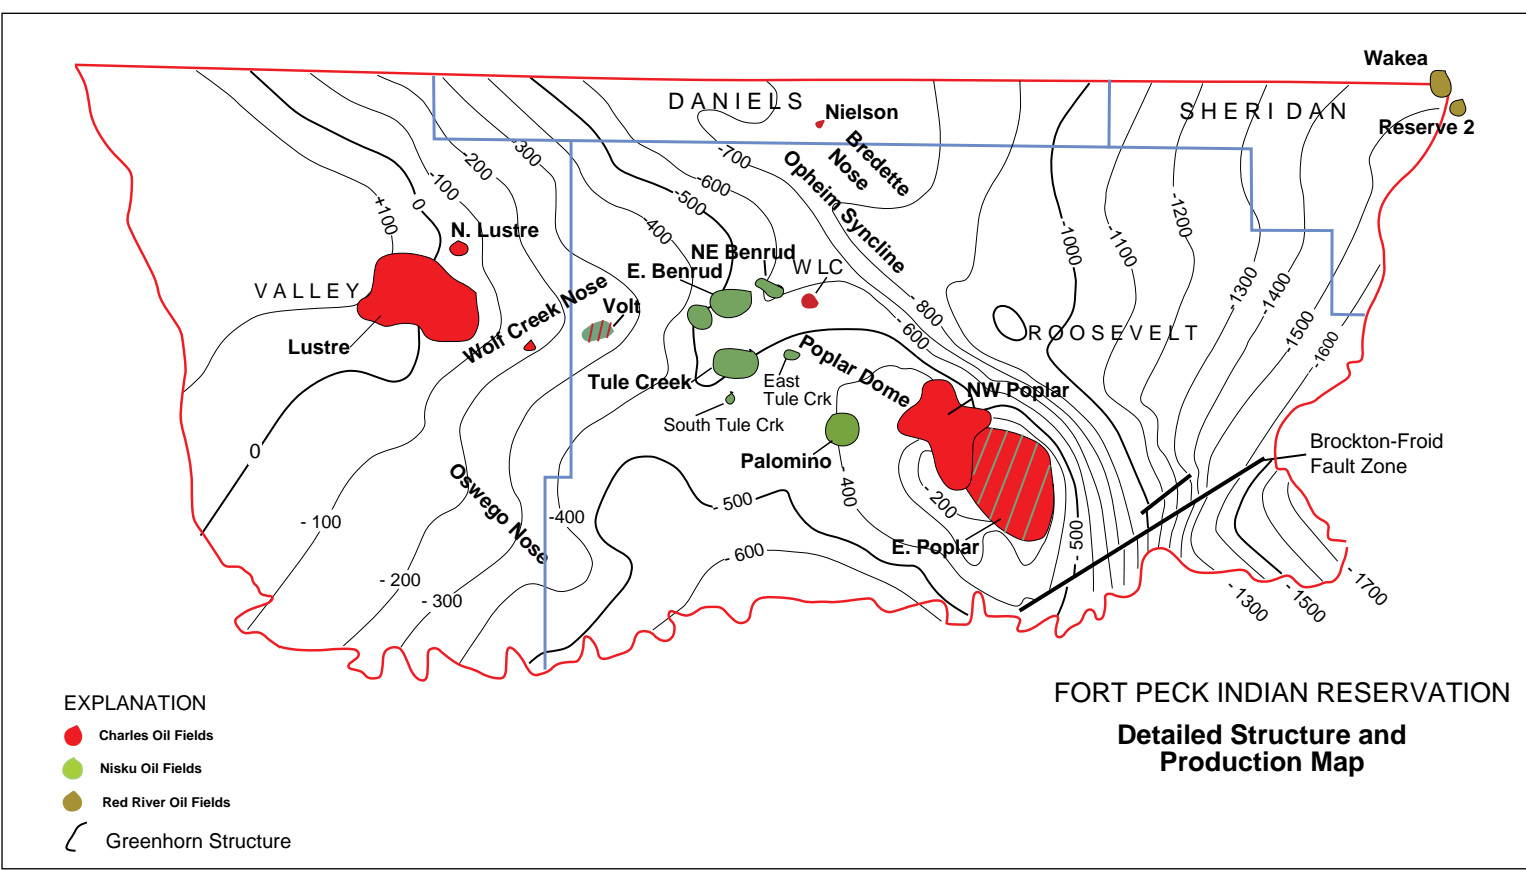 Wakea
DANIELS
SHERIDAN
Nielson
Reserve 2
Bredette
Nose
Opheim Syncline
-300
-200
-100
0
+100
-700
-600
-500
-400
-1000
-1100
-1200
-1300
-1400
-1500
-1600
N. Lustre
NE Benrud
W LC
E. Benrud
VALLEY
Wolf Creek Nose
Volt
- 800
- 600
ROOSEVELT
Lustre
Poplar Dome
Tule Creek
East
Tule Crk
NW Poplar
South Tule Crk
Palomino
Brockton-Froid
Fault Zone
0
Oswego Nose
- 100
-400
- 500
400
- 200
- 500
E. Poplar
- 600
- 200
- 300
-1300
-1500
- 1700
FORT PECK INDIAN RESERVATION
Detailed Structure and
Production Map
EXPLANATION
Charles Oil Fields
Nisku Oil Fields
Red River Oil Fields
Greenhorn Structure